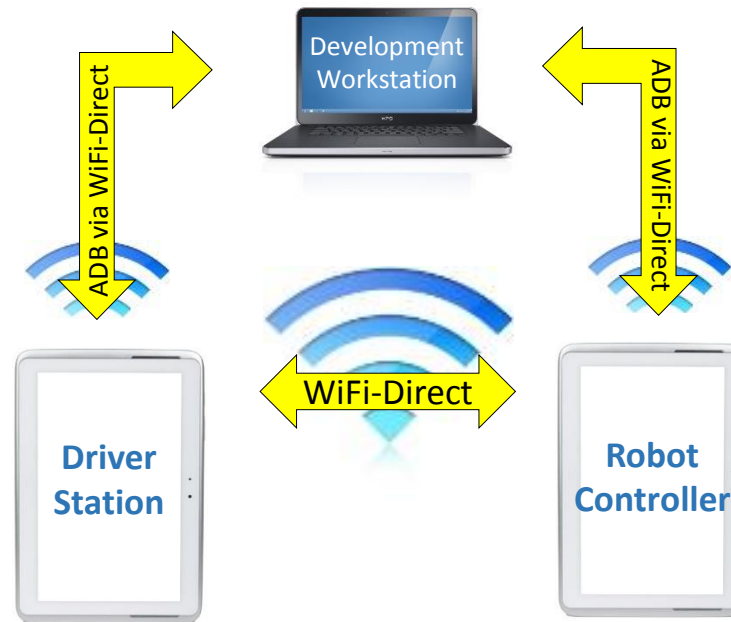 Development
Workstation
ADB via WiFi-Direct
ADB via WiFi-Direct
WiFi-Direct
Driver
Station
Robot
Controller